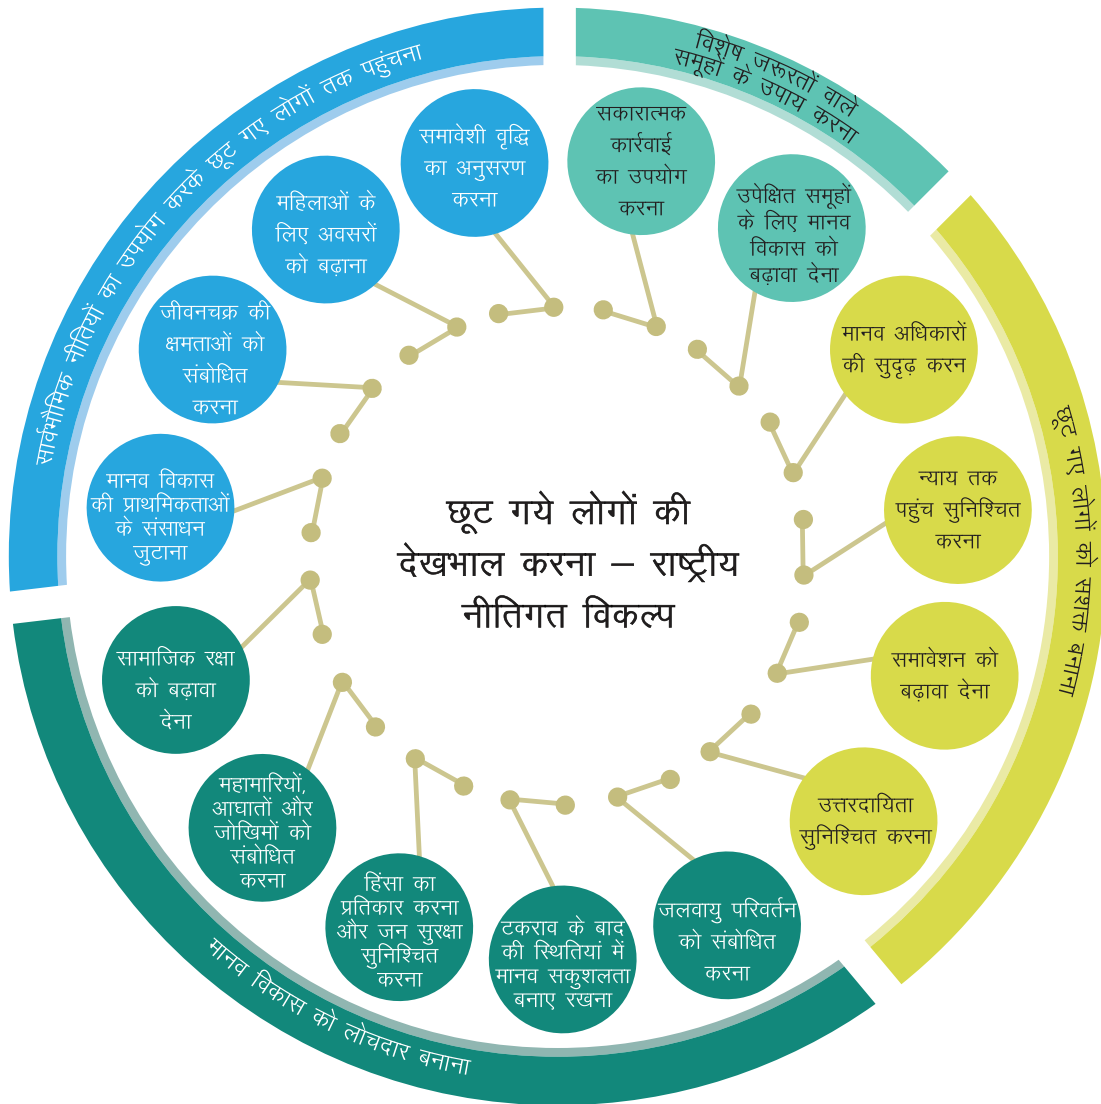 छूट गये लोगों की
देखभाल करना – राष्ट्रीय
नीतिगत विकल्प
सार्वभौमिक नीतियों का उपयोग करके छूट गए लोगों तक पहुंचना
मानव विकास
की प्राथमिकताओं
के संसाधन
जुटाना
जीवनचक्र की
क्षमताओं को
संबोधित
करना
महिलाओं के
लिए अवसरों
को बढ़ाना
समावेशी वृद्धि
का अनुसरण
करना
विशेष जरूरतों वाले
समूहों के उपाय करना
सकारात्मक
कार्रवाई
का उपयोग
करना
उपेक्षित समूहों
के लिए मानव
विकास को
बढ़ावा देना
छूट गए लोगों को सशक्त बनाना
मानव अधिकारों
की सुदृढ़ करन
न्याय तक
पहुंच सुनिश्चित
करना
समावेशन को
बढ़ावा देना
उत्तरदायिता
सुनिश्चित करना
मानव विकास को लोचदार बनाना
जलवायु परिवर्तन
को संबोधित
करना
टकराव के बाद
की स्थितियां में
मानव सकुशलता
बनाए रखना
हिंसा का
प्रतिकार करना
और जन सुरक्षा
सुनिश्चित
करना
महामारियों,
आघातों और
जोखिमों को
संबोधित
करना
सामाजिक रक्षा
को बढ़ावा
देना